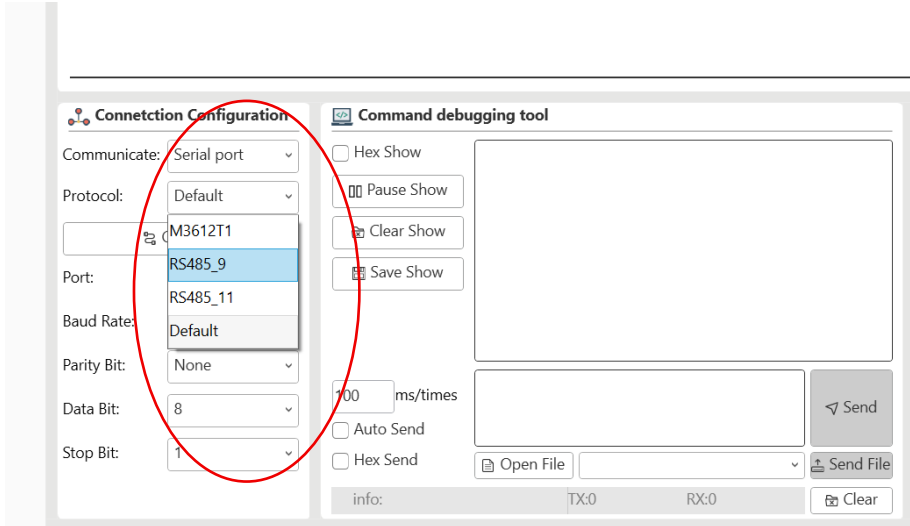 Connetction Configuration
Communicate: Serial port
Protocol: Default
M3612T1
RS485_9
RS485_11
Default
Port:
Baud Rate:
Parity Bit: None
Data Bit: 8
Stop Bit: 1
Command debugging tool
Hex Show
Pause Show
Clear Show
Save Show
100 ms/times
Auto Send
Hex Send
Send
Open File
Send File
info: TX:0 RX:0
Clear